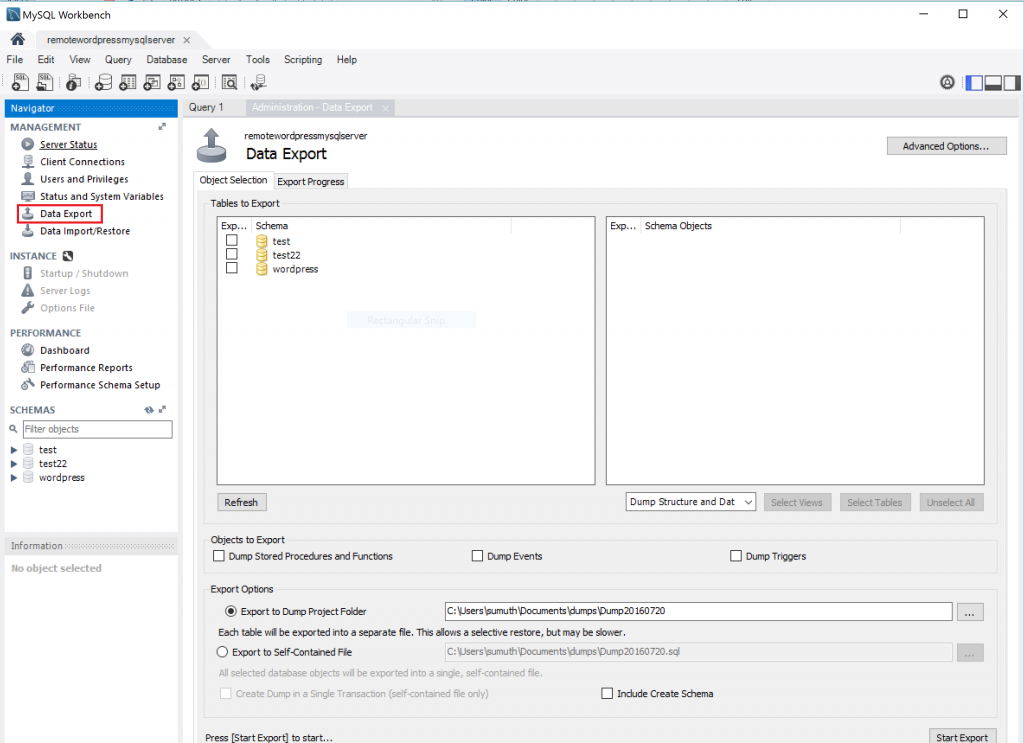 MySQL Workbench
remotewordpressmysqlserver
File Edit View Query Database Server Tools Scripting Help
Navigator
MANAGEMENT
Server Status
Client Connections
Users and Privileges
Status and System Variables
Data Export
Data Import/Restore
INSTANCE
Startup / Shutdown
Server Logs
Options File
PERFORMANCE
Dashboard
Performance Reports
Performance Schema Setup
SCHEMAS
Filter objects
test
test22
wordpress
Information
No object selected
Query 1 Administration - Data Export
remotewordpressmysqlserver
Data Export
Advanced Options...
Object Selection Export Progress
Tables to Export
Exp... Schema
test
test22
wordpress
Rectangular Snip
Exp... Schema Objects
Refresh
Dump Structure and Dat Select Views Select Tables Unselect All
Objects to Export
Dump Stored Procedures and Functions Dump Events Dump Triggers
Export Options
Export to Dump Project Folder C:\Users\sumuth\Documents\dumps\Dump20160720 ...
Each table will be exported into a separate file. This allows a selective restore, but may be slower.
Export to Self-Contained File C:\Users\sumuth\Documents\dumps\Dump20160720.sql ...
All selected database objects will be exported into a single, self-contained file.
Create Dump in a Single Transaction (self-contained file only) Include Create Schema
Press [Start Export] to start... Start Export